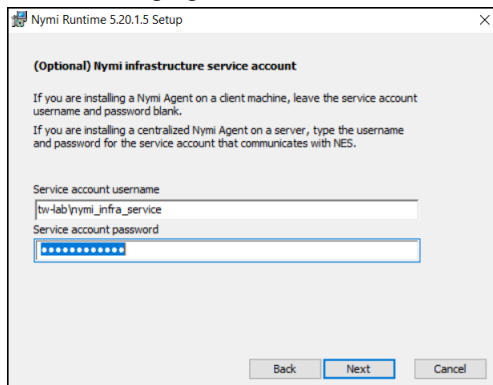 Nymi Runtime 5.20.1.5 Setup
(Optional) Nymi infrastructure service account
If you are installing a Nymi Agent on a client machine, leave the service account
username and password blank.
If you are installing a centralized Nymi Agent on a server, type the username
and password for the service account that communicates with NES.
Service account username
tw-lab\nymi_infra_service
Service account password
••••••••••••
Back Next Cancel